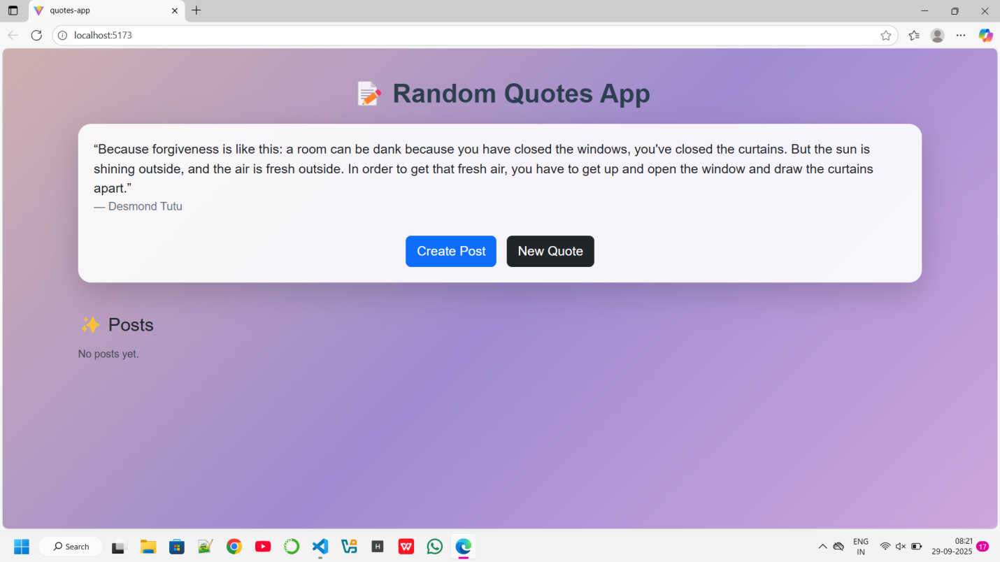 quotes-app
localhost:5173
Random Quotes App
“Because forgiveness is like this: a room can be dank because you have closed the windows, you've closed the curtains. But the sun is
shining outside, and the air is fresh outside. In order to get that fresh air, you have to get up and open the window and draw the curtains
apart.”
— Desmond Tutu
Create Post
New Quote
✨ Posts
No posts yet.
Search
H
W
ENG
IN
08:21
29-09-2025
17